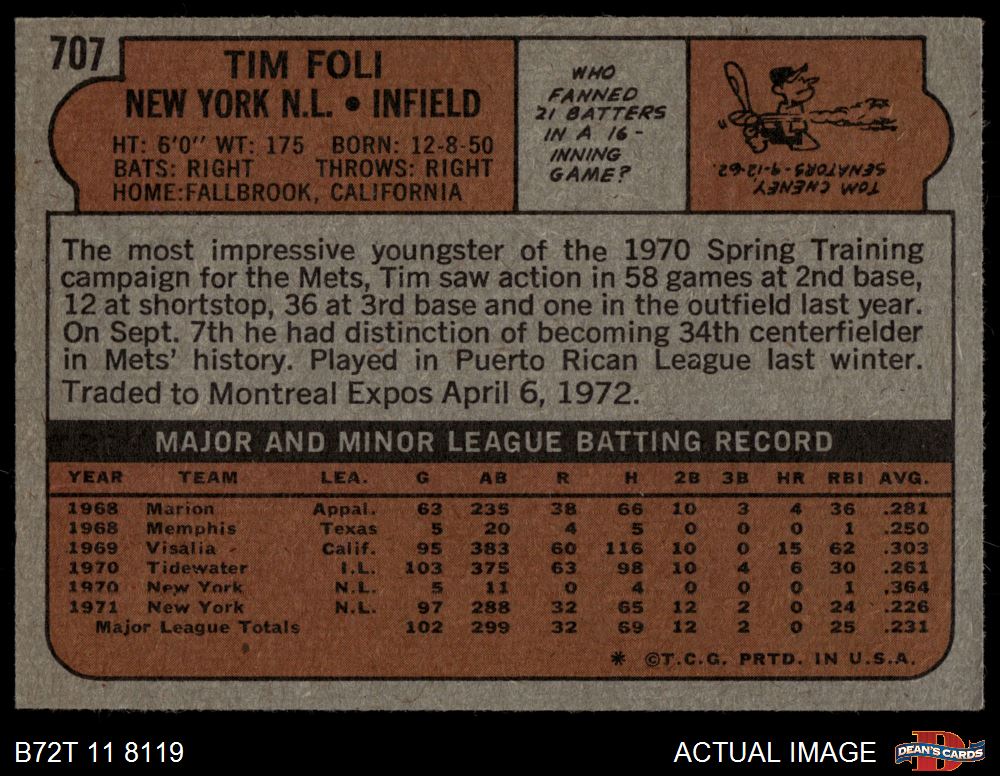 707
TIM FOLI
NEW YORK N.L. • INFIELD
HT: 6'0" WT: 175 BORN: 12-8-50
BATS: RIGHT THROWS: RIGHT
HOME:FALLBROOK, CALIFORNIA
WHO
FANNED
21 BATTERS
IN A 16-
INNING
GAME?
TOM CHENEY
SENATORS-9-12-62
The most impressive youngster of the 1970 Spring Training
campaign for the Mets, Tim saw action in 58 games at 2nd base,
12 at shortstop, 36 at 3rd base and one in the outfield last year.
On Sept. 7th he had distinction of becoming 34th centerfielder
in Mets' history. Played in Puerto Rican League last winter.
Traded to Montreal Expos April 6, 1972.
MAJOR AND MINOR LEAGUE BATTING RECORD
YEAR TEAM LEA. G AB R H 2B 3B HR RBI AVG.
1968 Marion Appal. 63 235 38 66 10 3 4 36 .281
1968 Memphis Texas 5 20 4 5 0 0 0 1 .250
1969 Visalia Calif. 95 383 60 116 10 0 15 62 .303
1970 Tidewater I.L. 103 375 63 98 10 4 6 30 .261
1970 New York N.L. 5 11 0 4 0 0 0 1 .364
1971 New York N.L. 97 288 32 65 12 2 0 24 .226
Major League Totals 102 299 32 69 12 2 0 25 .231
* ©T.C.G. PRTD. IN U.S.A.
B72T 11 8119
ACTUAL IMAGE
DEAN'S CARDS